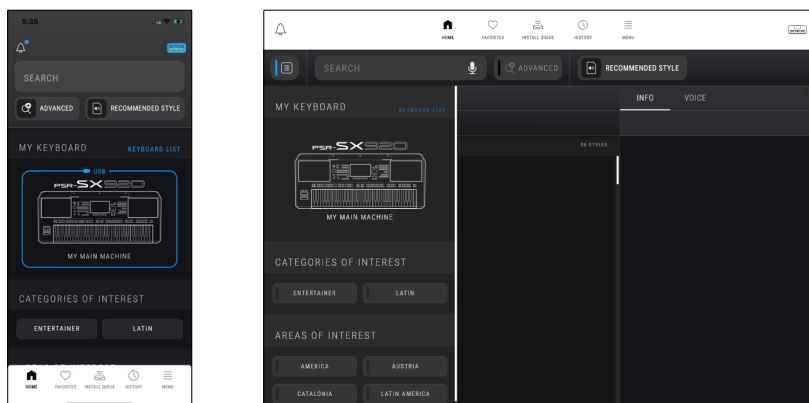 5:35
SEARCH
ADVANCED
RECOMMENDED STYLE
MY KEYBOARD
KEYBOARD LIST
USB
PSR-SX920
MY MAIN MACHINE
CATEGORIES OF INTEREST
ENTERTAINER
LATIN
HOME
FAVORITES
INSTALL QUEUE
HISTORY
MENU
HOME
FAVORITES
INSTALL QUEUE
HISTORY
MENU
SEARCH
ADVANCED
RECOMMENDED STYLE
MY KEYBOARD
KEYBOARD LIST
INFO
VOICE
PSR-SX920
MY MAIN MACHINE
STYLES
CATEGORIES OF INTEREST
ENTERTAINER
LATIN
AREAS OF INTEREST
AMERICA
AUSTRIA
CATALONIA
LATIN AMERICA